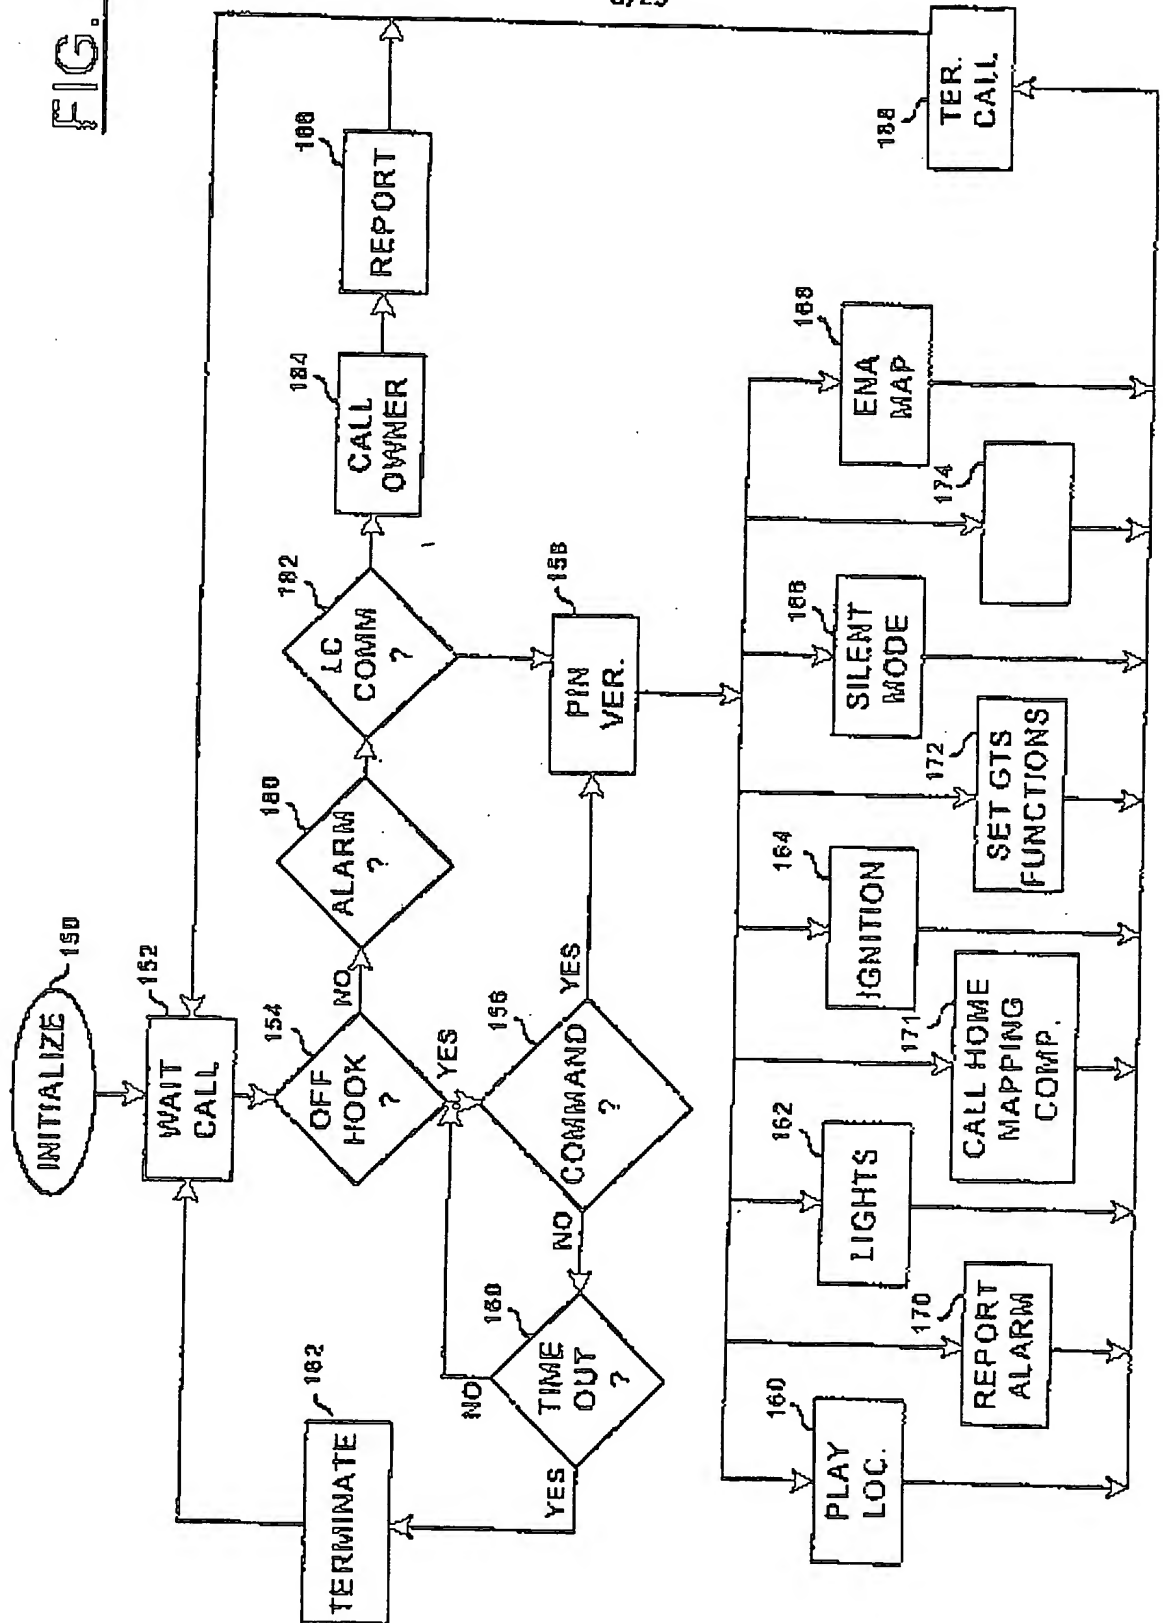 FIG.
INITIALIZE
150
WAIT
CALL
152
OFF
HOOK
?
154
NO
YES
ALARM
?
180
LC
COMM
?
182
CALL
OWNER
184
REPORT
COMMAND
?
156
YES
NO
PIN
VER.
158
TIME
OUT
?
NO
YES
TERMINATE
PLAY
LOC.
160
REPORT
ALARM
170
LIGHTS
162
CALL HOME
MAPPING
COMP.
171
IGNITION
164
SET GTS
FUNCTIONS
172
SILENT
MODE
166
174
ENA
MAP
168
TER.
CALL
188